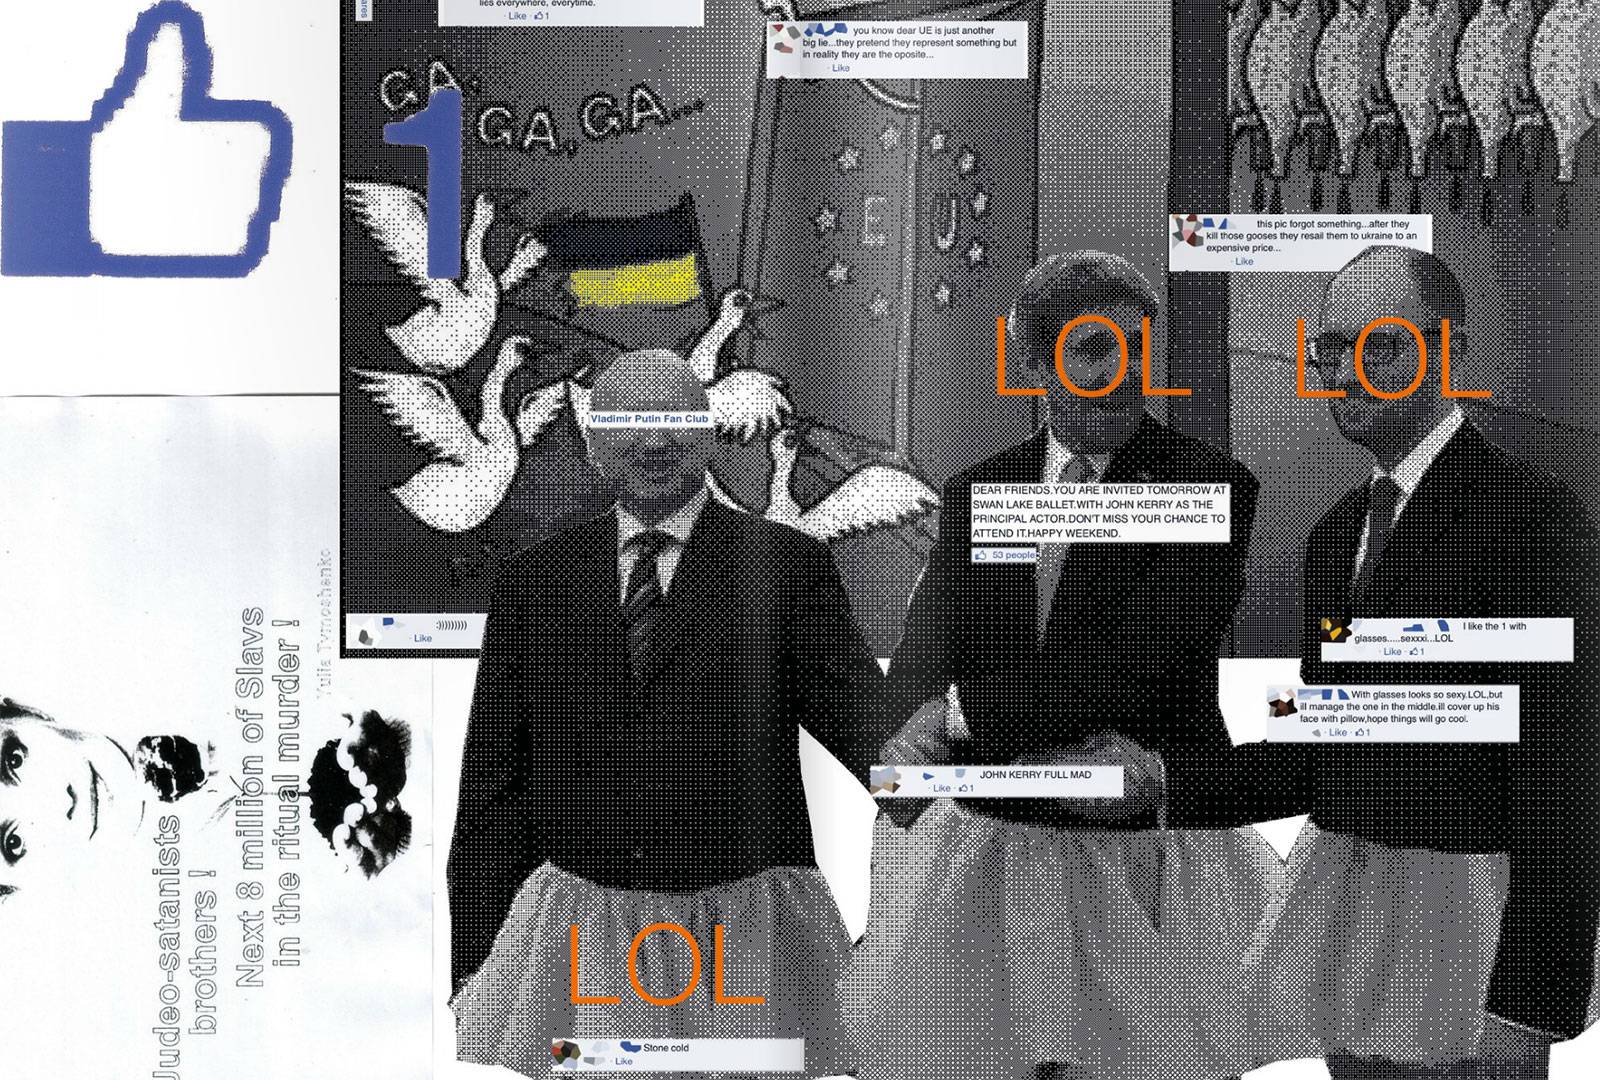 ares
lies everywhere, everytime.
· Like · 1
you know dear UE is just another
big lie...they pretend they represent something but
in reality they are the oposite...
· Like
GA,
GA, GA...
1
E U
this pic forgot something...after they
kill those gooses they resail them to ukraine to an
expensive price...
· Like
LOL
LOL
Vladimir Putin Fan Club
DEAR FRIENDS.YOU ARE INVITED TOMORROW AT
SWAN LAKE BALLET.WITH JOHN KERRY AS THE
PRINCIPAL ACTOR.DON'T MISS YOUR CHANCE TO
ATTEND IT.HAPPY WEEKEND.
53 people
:)))))))))
· Like
I like the 1 with
glasses.....sexxxi...LOL
· Like · 1
With glasses looks so sexy.LOL,but
ill manage the one in the middle.ill cover up his
face with pillow,hope things will go cool.
· Like · 1
JOHN KERRY FULL MAD
· Like · 1
LOL
Stone cold
· Like
Judeo-satanists
brothers !
Next 8 million of Slavs
in the ritual murder !
Yulia Tymoshenko